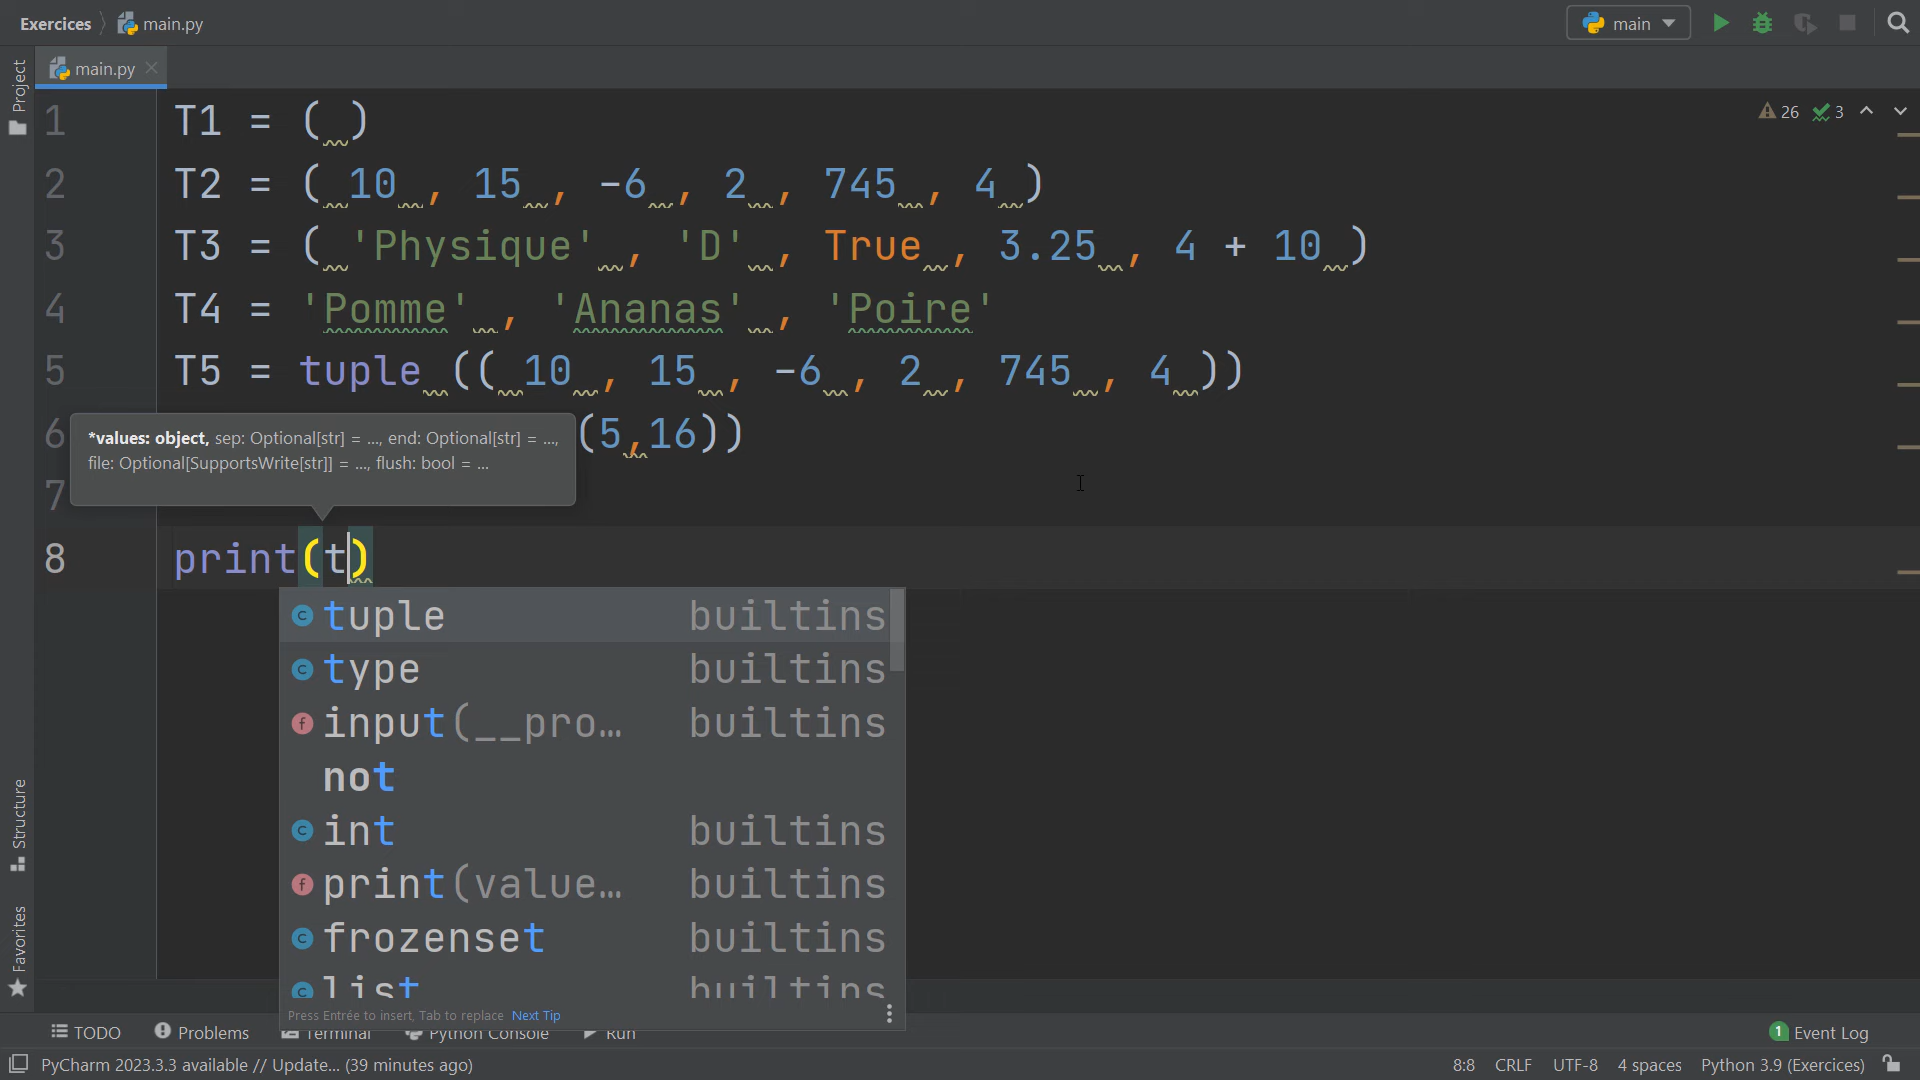 Exercices main.py main
main.py
Project
1 T1 = ( )
26 3
2 T2 = ( 10 , 15 , -6 , 2 , 745 , 4 )
3 T3 = ( 'Physique' , 'D' , True , 3.25 , 4 + 10 )
4 T4 = 'Pomme' , 'Ananas' , 'Poire'
5 T5 = tuple (( 10 , 15 , -6 , 2 , 745 , 4 ))
6 (5,16))
*values: object, sep: Optional[str] = ..., end: Optional[str] = ...,
file: Optional[SupportsWrite[str]] = ..., flush: bool = ...
7
8 print(t)
tuple builtins
type builtins
input(__pro… builtins
not
int builtins
print(value… builtins
frozenset builtins
list builtins
Press Entrée to insert, Tab to replace Next Tip
Structure
Favorites
TODO Problems Terminal Python Console Run 1 Event Log
PyCharm 2023.3.3 available // Update... (39 minutes ago) 8:8 CRLF UTF-8 4 spaces Python 3.9 (Exercices)